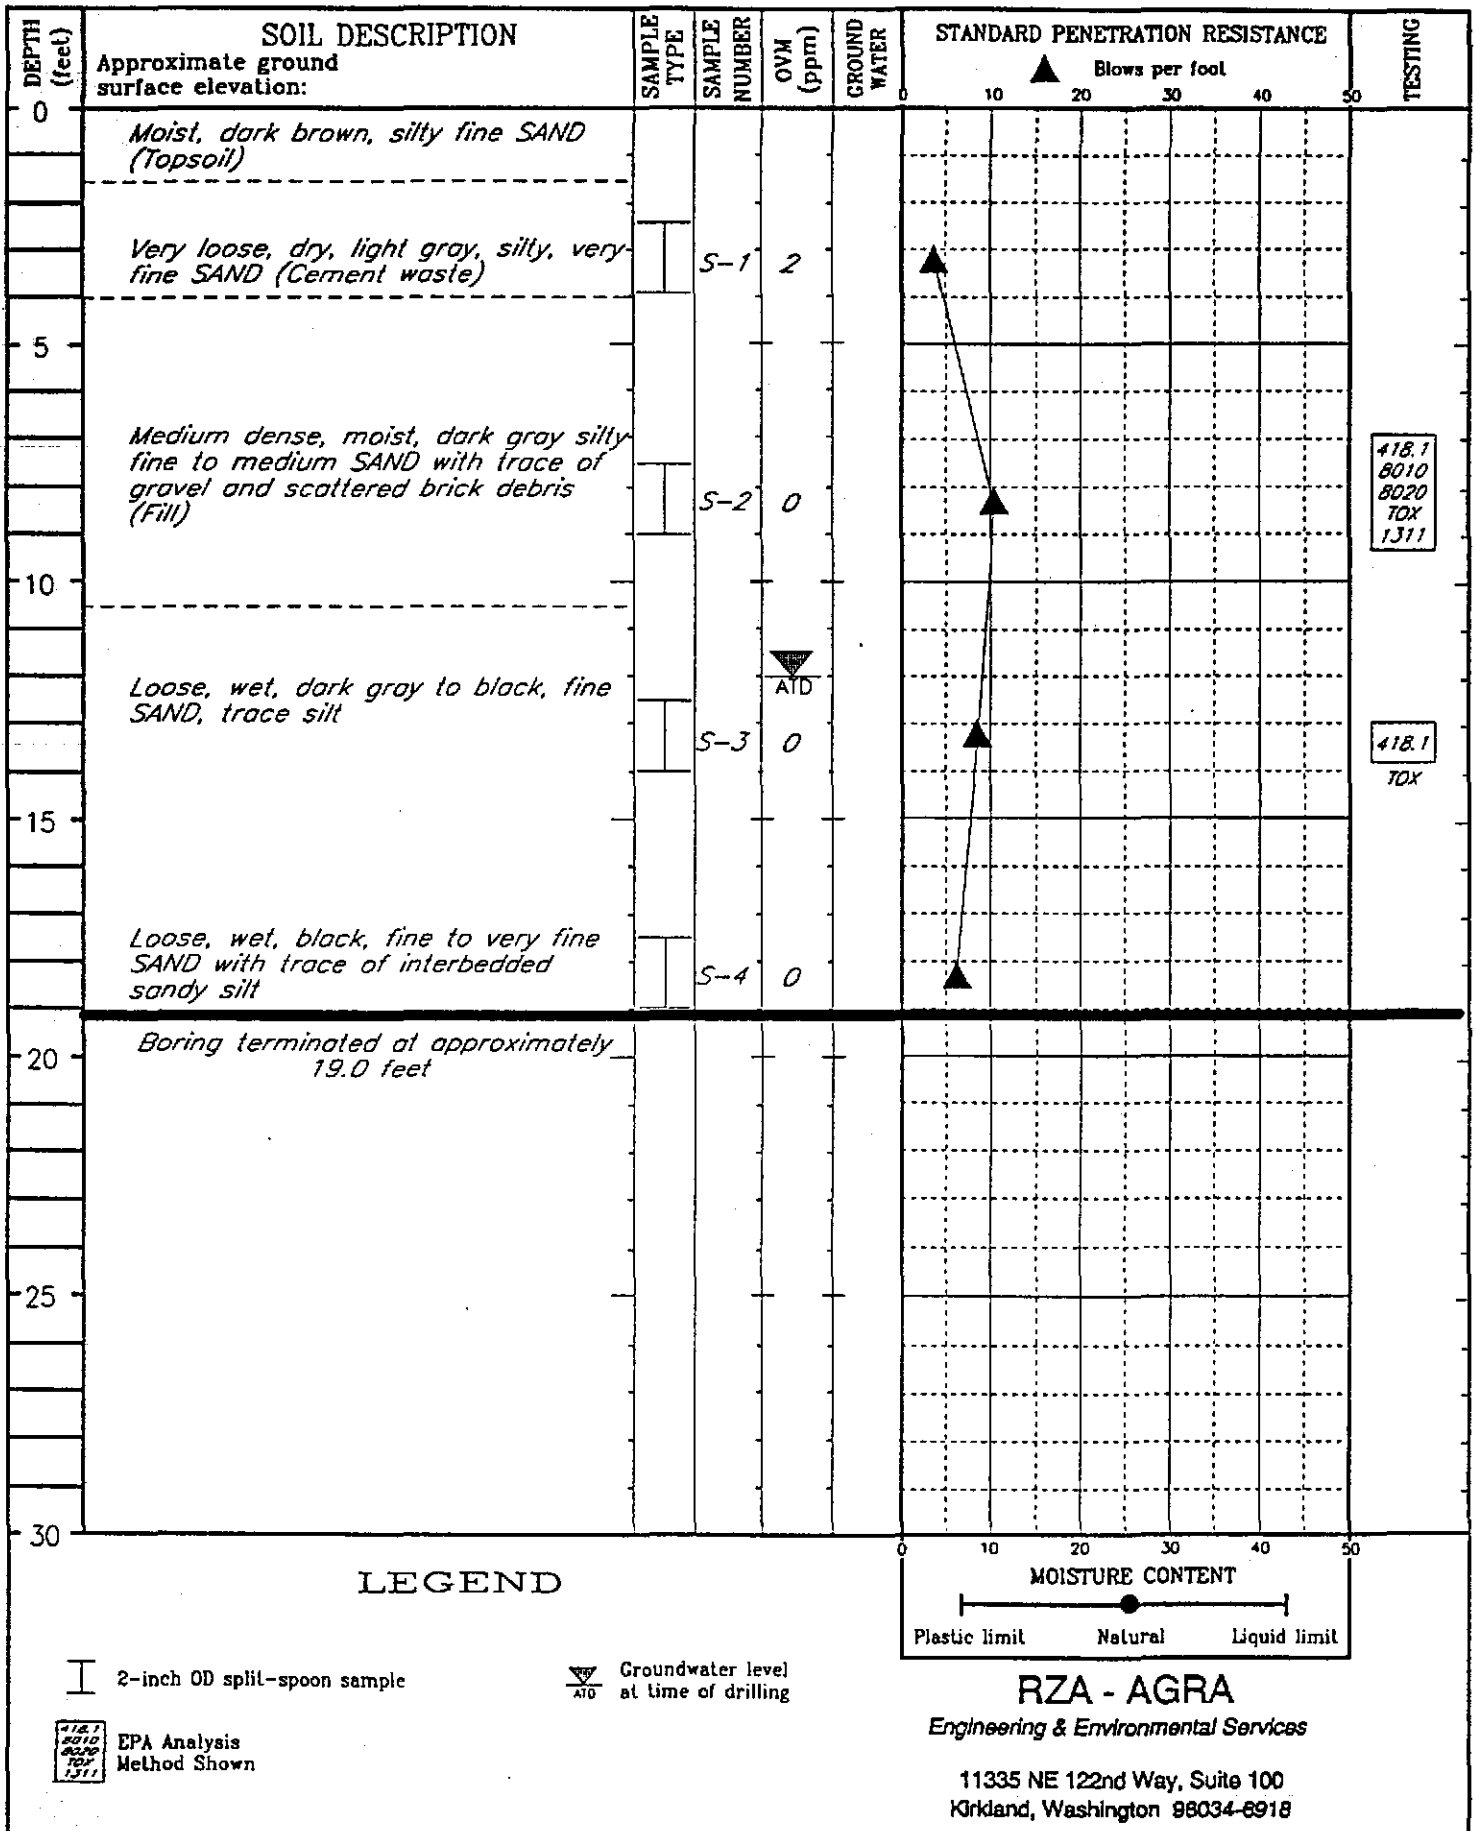 DEPTH
(feet)
SOIL DESCRIPTION
Approximate ground
surface elevation:
SAMPLE
TYPE
SAMPLE
NUMBER
OVM
(ppm)
GROUND
WATER
STANDARD PENETRATION RESISTANCE
Blows per foot
0 10 20 30 40 50
TESTING
0
Moist, dark brown, silty fine SAND
(Topsoil)
Very loose, dry, light gray, silty, very
fine SAND (Cement waste)
S-1 2
5
Medium dense, moist, dark gray silty
fine to medium SAND with trace of
gravel and scattered brick debris
(Fill)
S-2 0
418.1
8010
8020
TOX
1311
10
ATD
Loose, wet, dark gray to black, fine
SAND, trace silt
S-3 0
418.1
TOX
15
Loose, wet, black, fine to very fine
SAND with trace of interbedded
sandy silt
S-4 0
20
Boring terminated at approximately
19.0 feet
25
30
0 10 20 30 40 50
MOISTURE CONTENT
Plastic limit Natural Liquid limit
LEGEND
2-inch OD split-spoon sample
ATD
Groundwater level
at time of drilling
418.1
8010
8020
TOX
1311
EPA Analysis
Method Shown
RZA - AGRA
Engineering & Environmental Services
11335 NE 122nd Way, Suite 100
Kirkland, Washington 98034-6918